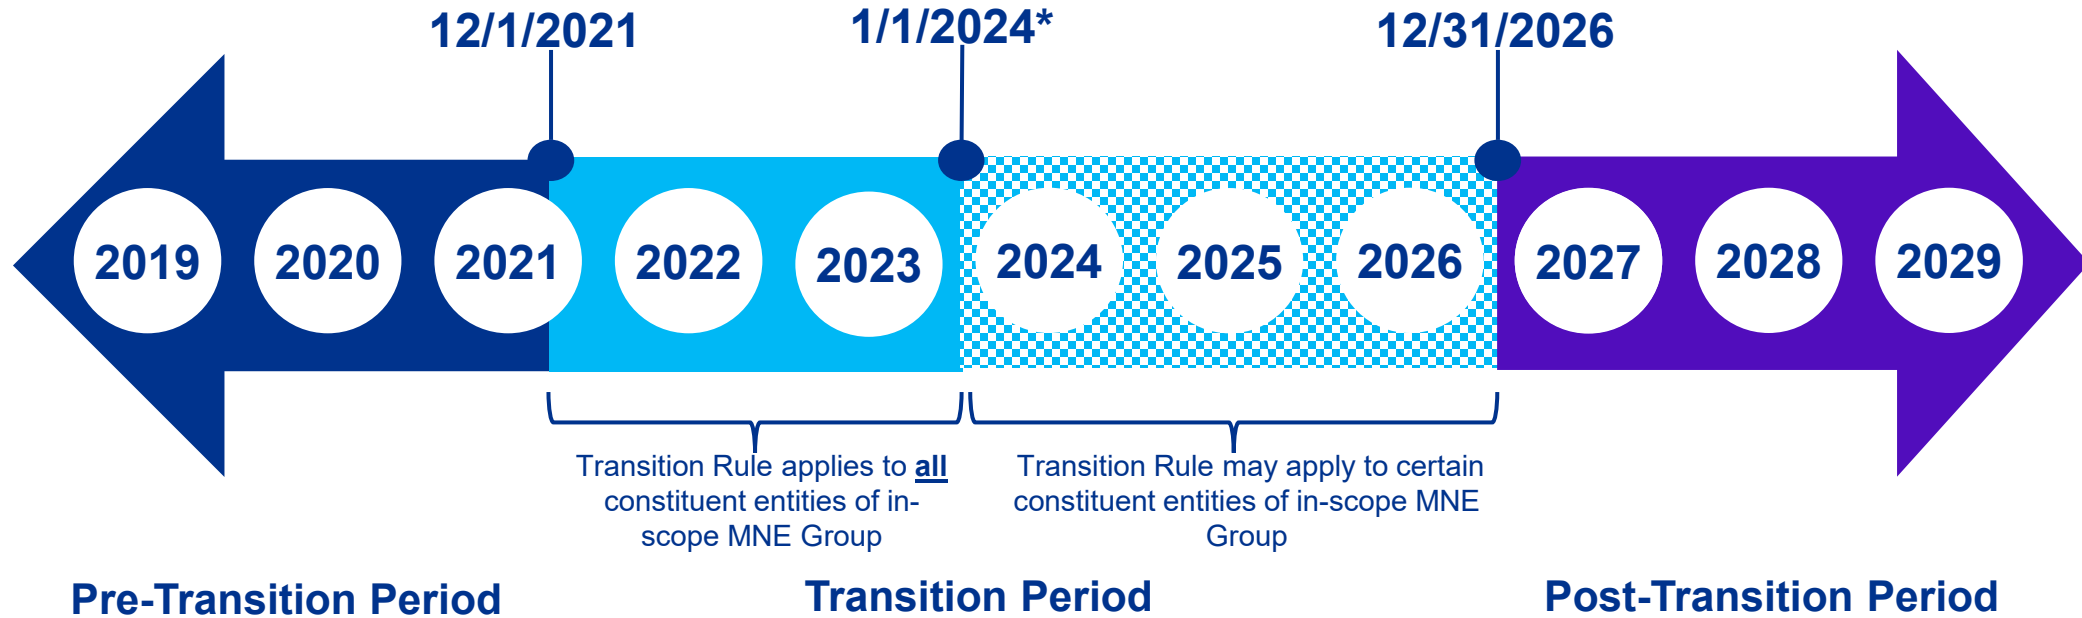 12/1/2021
1/1/2024*
12/31/2026
2019
2020
2021
2022
2023
2024
2025
2026
2027
2028
2029
Transition Rule applies to all
constituent entities of in-
scope MNE Group
Transition Rule may apply to certain
constituent entities of in-scope MNE
Group
Pre-Transition Period
Transition Period
Post-Transition Period